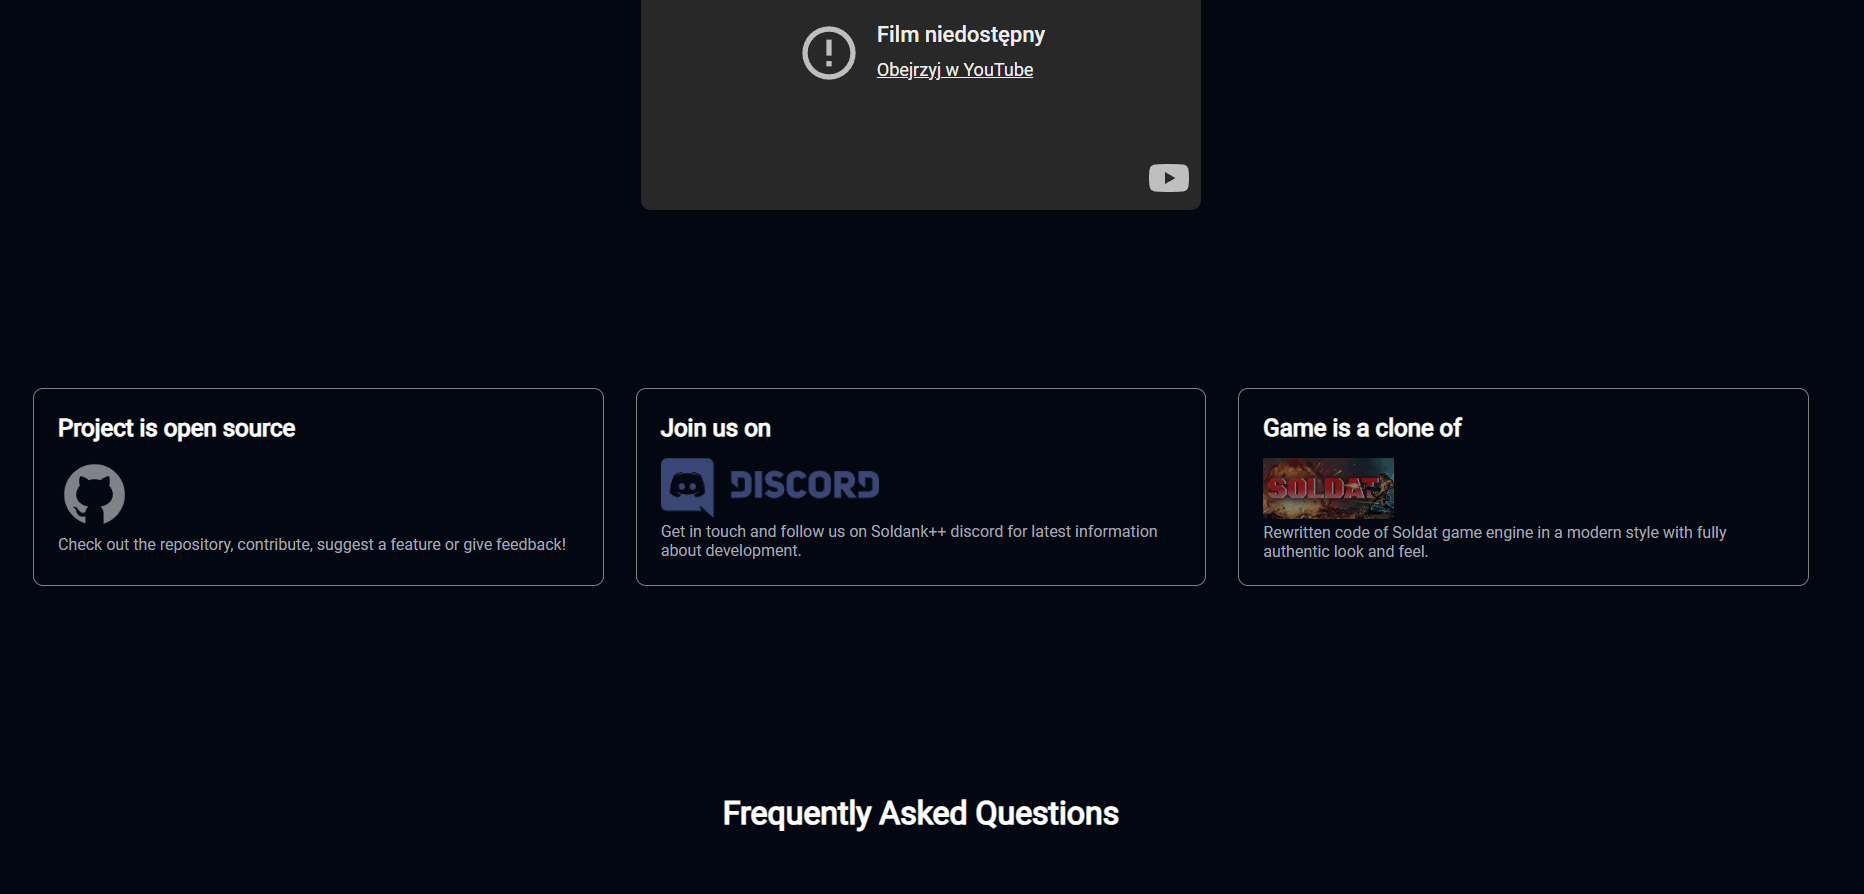 Film niedostępny
Obejrzyj w YouTube
Project is open source
Check out the repository, contribute, suggest a feature or give feedback!
Join us on
DISCORD
Get in touch and follow us on Soldank++ discord for latest information
about development.
Game is a clone of
SOLDAT
Rewritten code of Soldat game engine in a modern style with fully
authentic look and feel.
Frequently Asked Questions